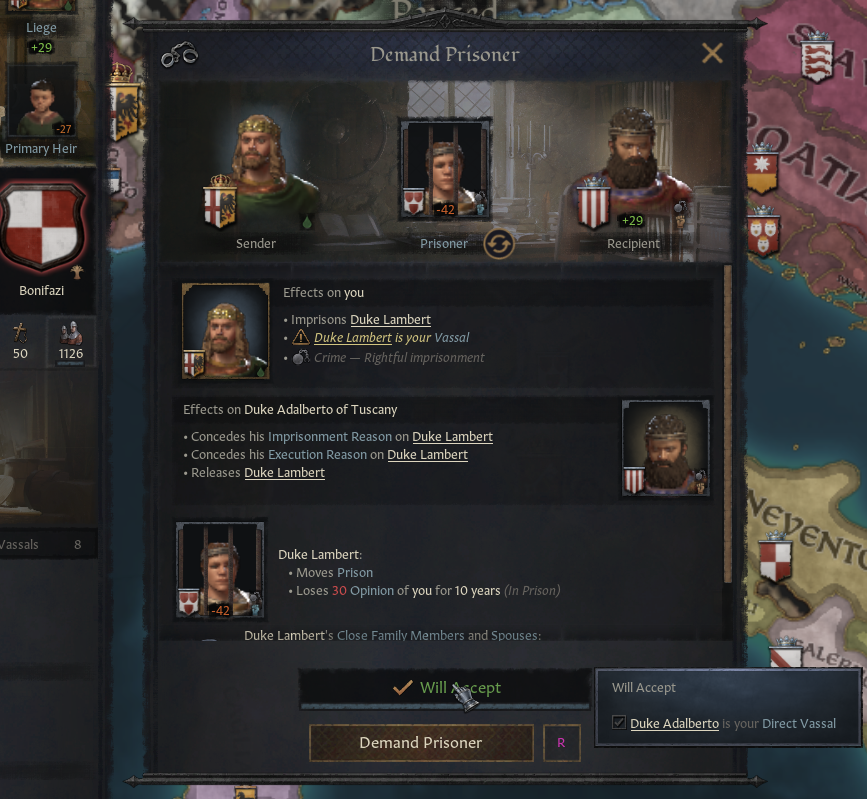 Paused
Liege
+29
-27
Primary Heir
Bonifazi
50
1126
Vassals 8
Demand Prisoner
Sender
-42
Prisoner
+29
Recipient
Effects on you
• Imprisons Duke Lambert
• Duke Lambert is your Vassal
• Crime — Rightful imprisonment
Effects on Duke Adalberto of Tuscany
• Concedes his Imprisonment Reason on Duke Lambert
• Concedes his Execution Reason on Duke Lambert
• Releases Duke Lambert
-42
Duke Lambert:
• Moves Prison
• Loses 30 Opinion of you for 10 years (In Prison)
Duke Lambert's Close Family Members and Spouses:
Will Accept
Demand Prisoner
R
Will Accept
Duke Adalberto is your Direct Vassal
ROATIA
NEVENTO
SALER